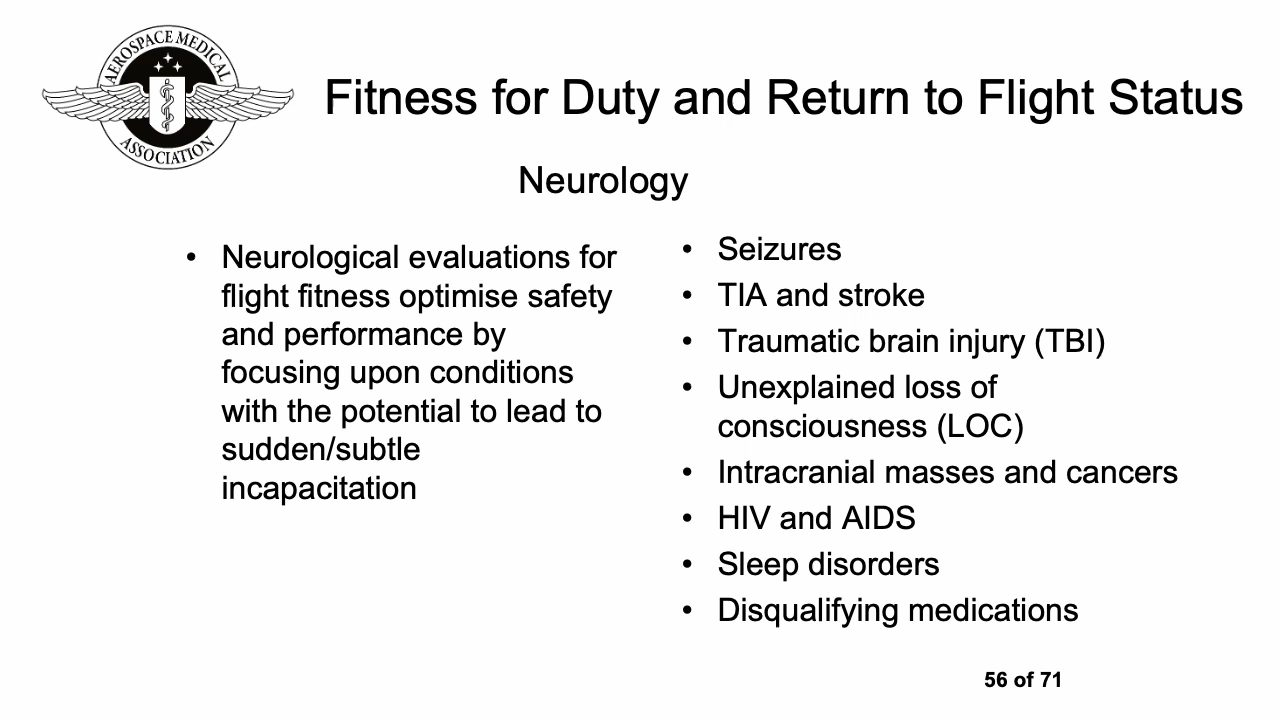 AEROSPACE MEDICAL
ASSOCIATION
Fitness for Duty and Return to Flight Status
Neurology
• Neurological evaluations for
flight fitness optimise safety
and performance by
focusing upon conditions
with the potential to lead to
sudden/subtle
incapacitation
• Seizures
• TIA and stroke
• Traumatic brain injury (TBI)
• Unexplained loss of
consciousness (LOC)
• Intracranial masses and cancers
• HIV and AIDS
• Sleep disorders
• Disqualifying medications
56 of 71